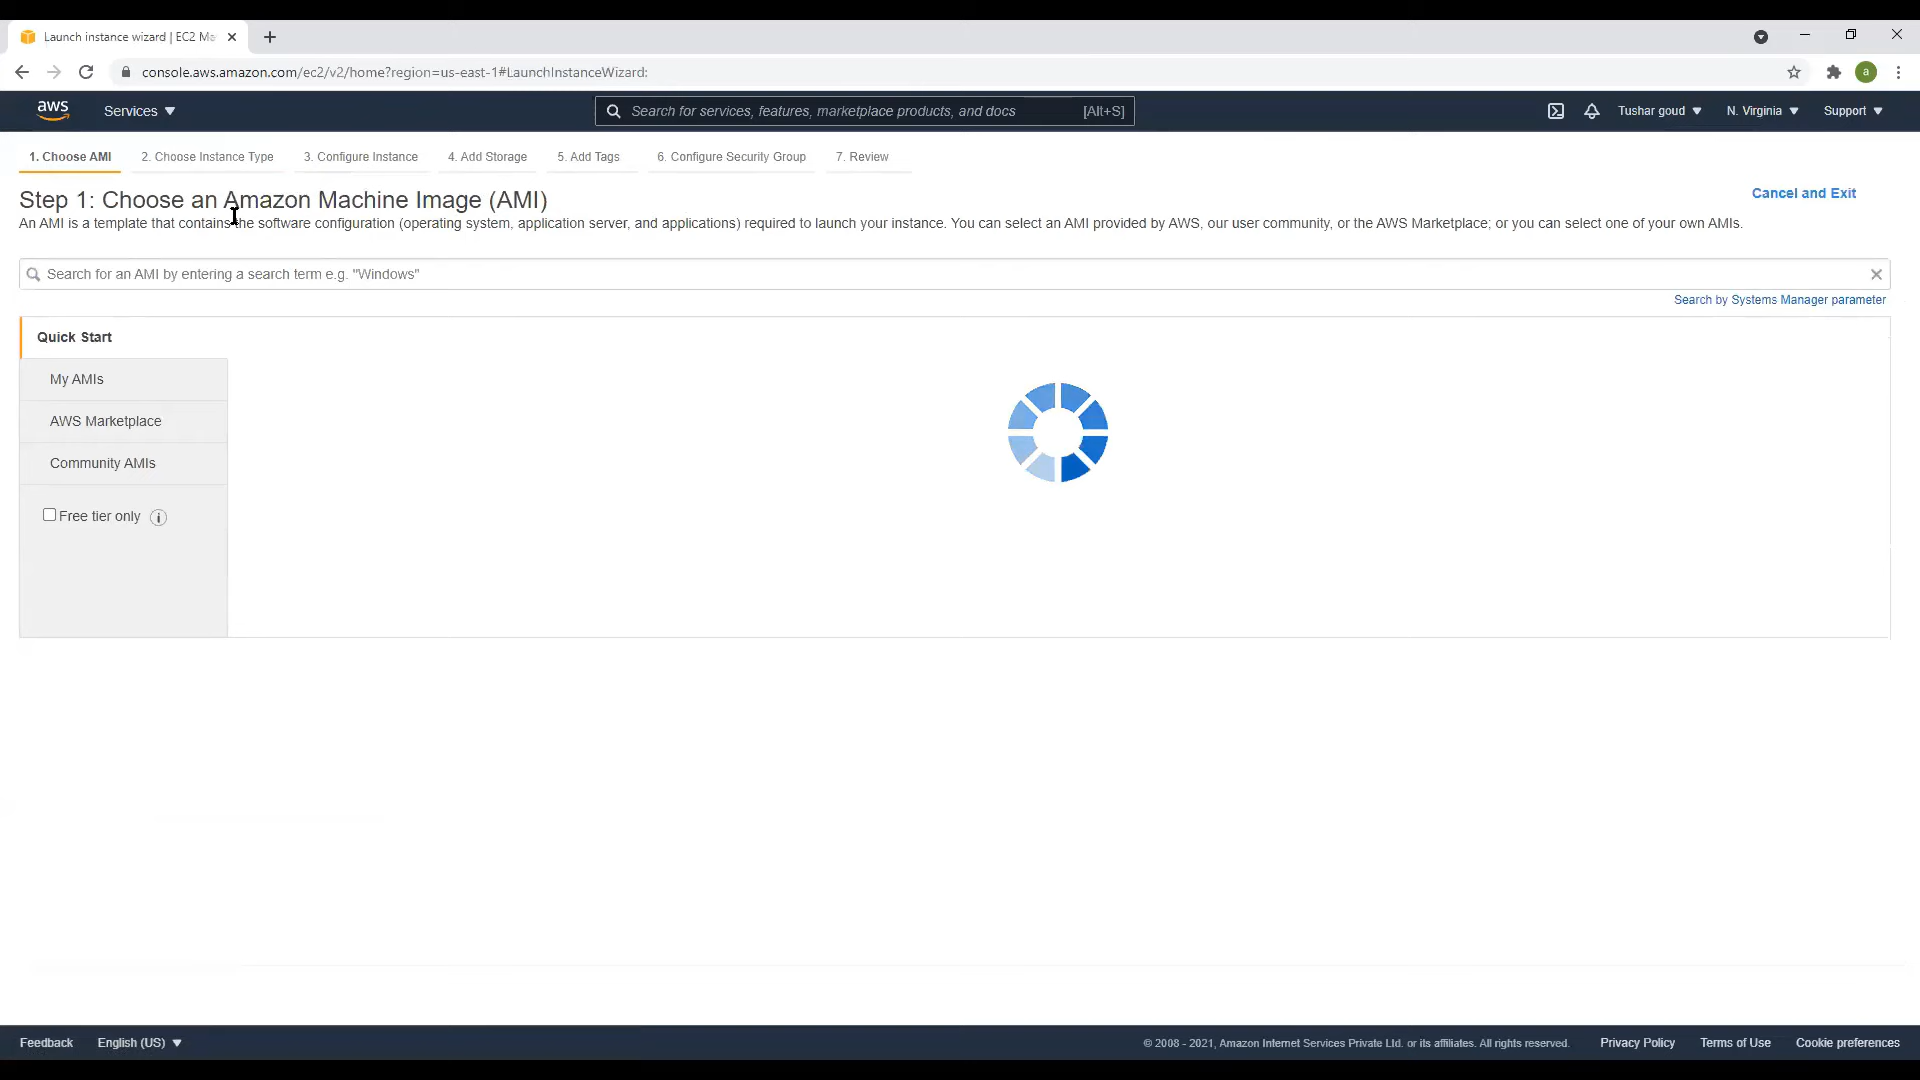 Launch instance wizard | EC2 Ma
console.aws.amazon.com/ec2/v2/home?region=us-east-1#LaunchInstanceWizard:
a
aws Services Search for services, features, marketplace products, and docs [Alt+S] Tushar goud N. Virginia Support
1. Choose AMI 2. Choose Instance Type 3. Configure Instance 4. Add Storage 5. Add Tags 6. Configure Security Group 7. Review
Step 1: Choose an Amazon Machine Image (AMI) Cancel and Exit
An AMI is a template that contains the software configuration (operating system, application server, and applications) required to launch your instance. You can select an AMI provided by AWS, our user community, or the AWS Marketplace; or you can select one of your own AMIs.
Search for an AMI by entering a search term e.g. "Windows"
Search by Systems Manager parameter
Quick Start
My AMIs
AWS Marketplace
Community AMIs
Free tier only i
Feedback English (US) © 2008 - 2021, Amazon Internet Services Private Ltd. or its affiliates. All rights reserved. Privacy Policy Terms of Use Cookie preferences